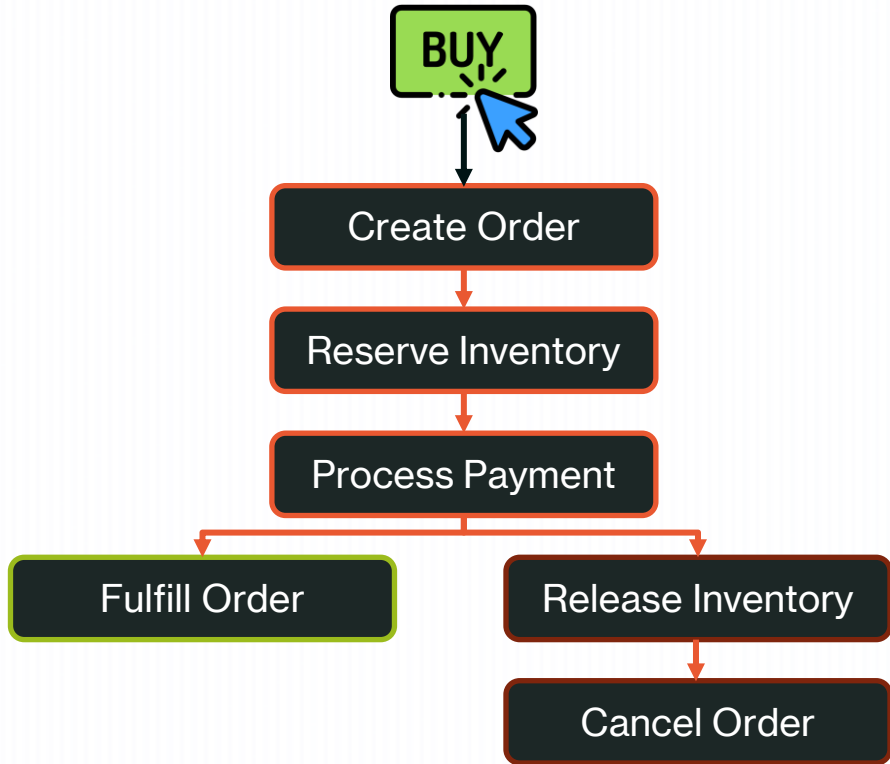 BUY
Create Order
Reserve Inventory
Process Payment
Fulfill Order
Release Inventory
Cancel Order